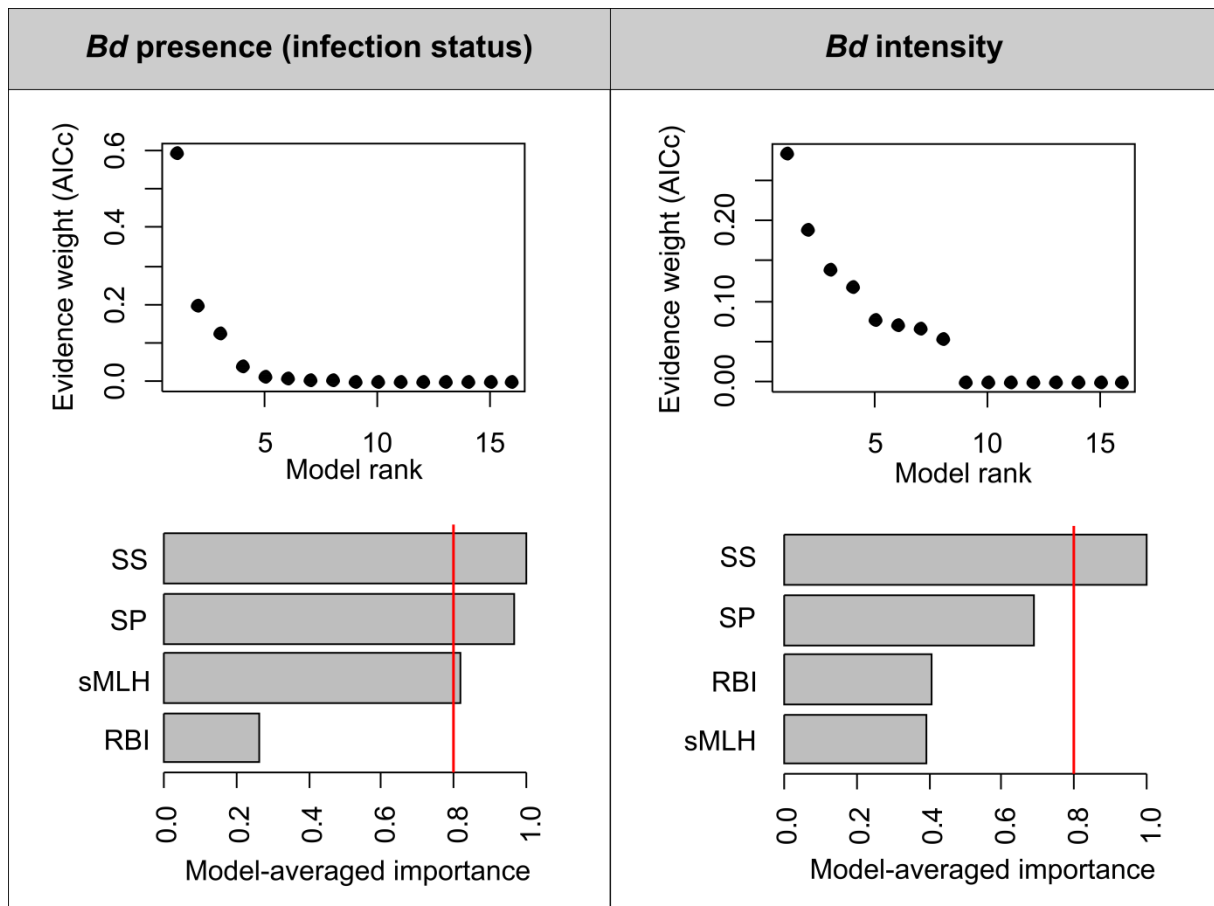 Bd presence (infection status)
Bd intensity
Evidence weight (AICc)
0.0 0.2 0.4 0.6
5 10 15
Model rank
Evidence weight (AICc)
0.00 0.10 0.20
5 10 15
Model rank
SS
SP
sMLH
RBI
0.0 0.2 0.4 0.6 0.8 1.0
Model-averaged importance
SS
SP
RBI
sMLH
0.0 0.2 0.4 0.6 0.8 1.0
Model-averaged importance